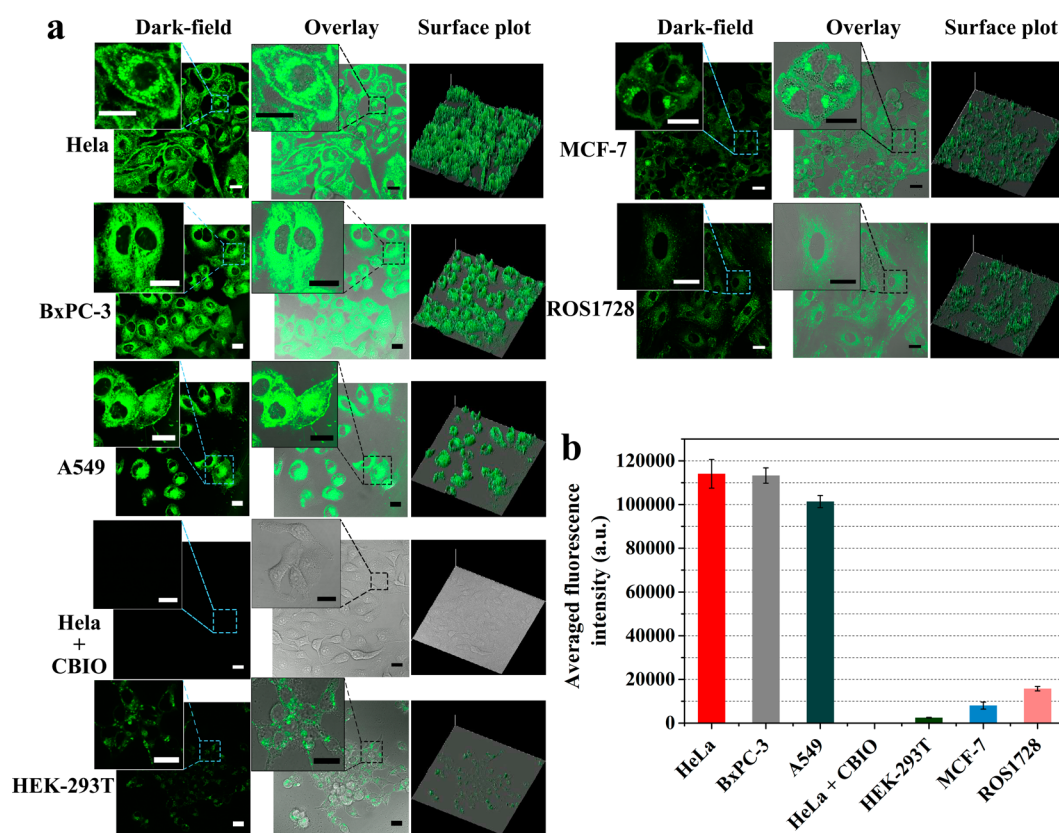 a
Dark-field Overlay Surface plot
Hela
BxPC-3
A549
Hela
+
CBIO
HEK-293T
Dark-field Overlay Surface plot
MCF-7
ROS1728
b
Averaged fluorescence
intensity (a.u.)
120000
100000
80000
60000
40000
20000
0
HeLa
BxPC-3
A549
HeLa + CBIO
HEK-293T
MCF-7
ROS1728